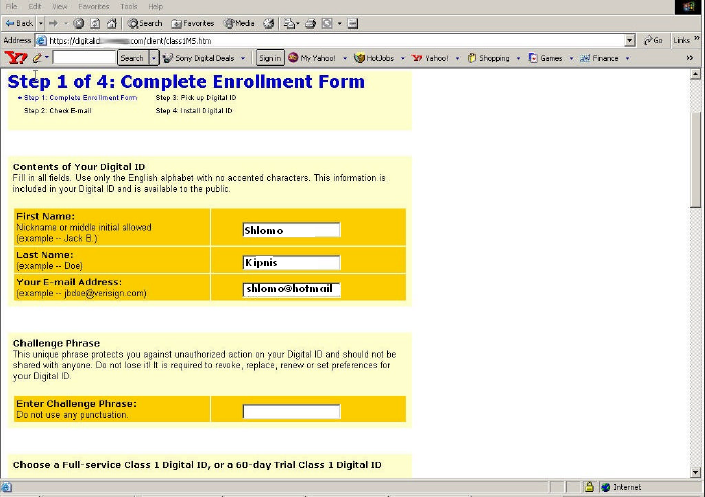 File Edit View Favorites Tools Help
Back Search Favorites Media
Address https://digitalid. .com/client/class1MS.htm Go Links »
Y! Search Sony Digital Deals Sign in My Yahoo! HotJobs Yahoo! Shopping Games Finance »
Step 1 of 4: Complete Enrollment Form
Step 1: Complete Enrollment Form Step 3: Pick up Digital ID
Step 2: Check E-mail Step 4: Install Digital ID
Contents of Your Digital ID
Fill in all fields. Use only the English alphabet with no accented characters. This information is
included in your Digital ID and is available to the public.
First Name:
Nickname or middle initial allowed
(example -- Jack B.)
Shlomo
Last Name:
(example -- Doe)
Kipnis
Your E-mail Address:
(example -- jbdoe@verisign.com)
shlomo@hotmail
Challenge Phrase
This unique phrase protects you against unauthorized action on your Digital ID and should not be
shared with anyone. Do not lose it! It is required to revoke, replace, renew or set preferences for
your Digital ID.
Enter Challenge Phrase:
Do not use any punctuation.
Choose a Full-service Class 1 Digital ID, or a 60-day Trial Class 1 Digital ID
Internet